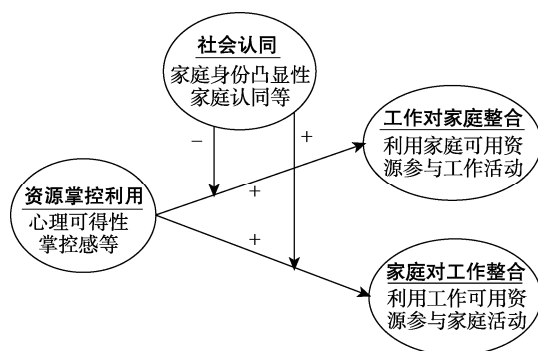 社会认同
家庭身份凸显性
家庭认同等
−
+
工作对家庭整合
利用家庭可用资
源参与工作活动
资源掌控利用
心理可得性
掌控感等
+
+
家庭对工作整合
利用工作可用资
源参与家庭活动